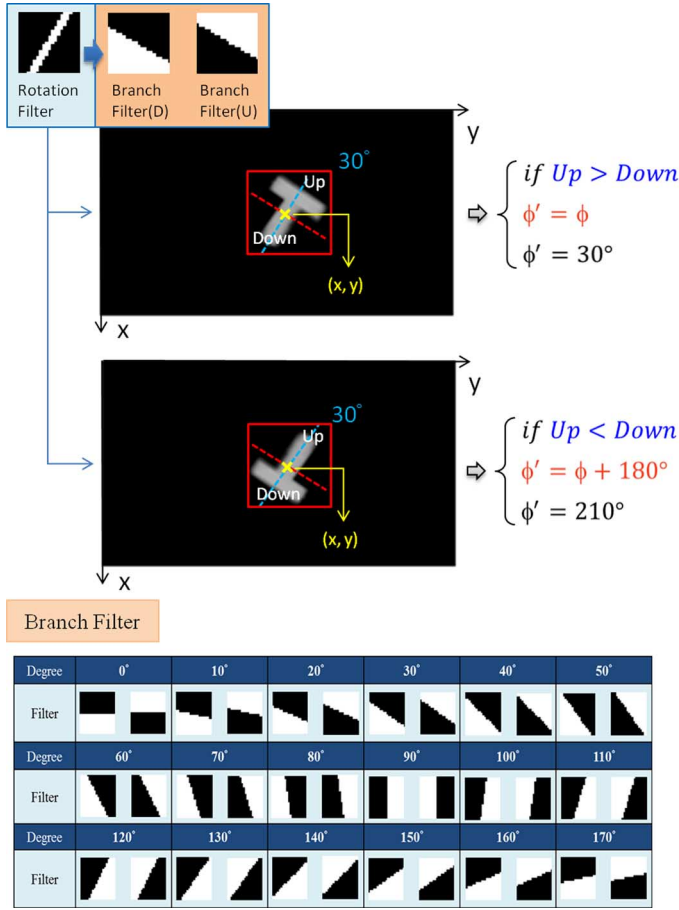 Rotation
Filter
Branch
Filter(D)
Branch
Filter(U)
y
30°
Up
Down
(x, y)
x
if Up > Down
ϕ′ = ϕ
ϕ′ = 30°
y
30°
Up
Down
(x, y)
x
if Up < Down
ϕ′ = ϕ + 180°
ϕ′ = 210°
Branch Filter
Degree 0° 10° 20° 30° 40° 50°
Filter
Degree 60° 70° 80° 90° 100° 110°
Filter
Degree 120° 130° 140° 150° 160° 170°
Filter